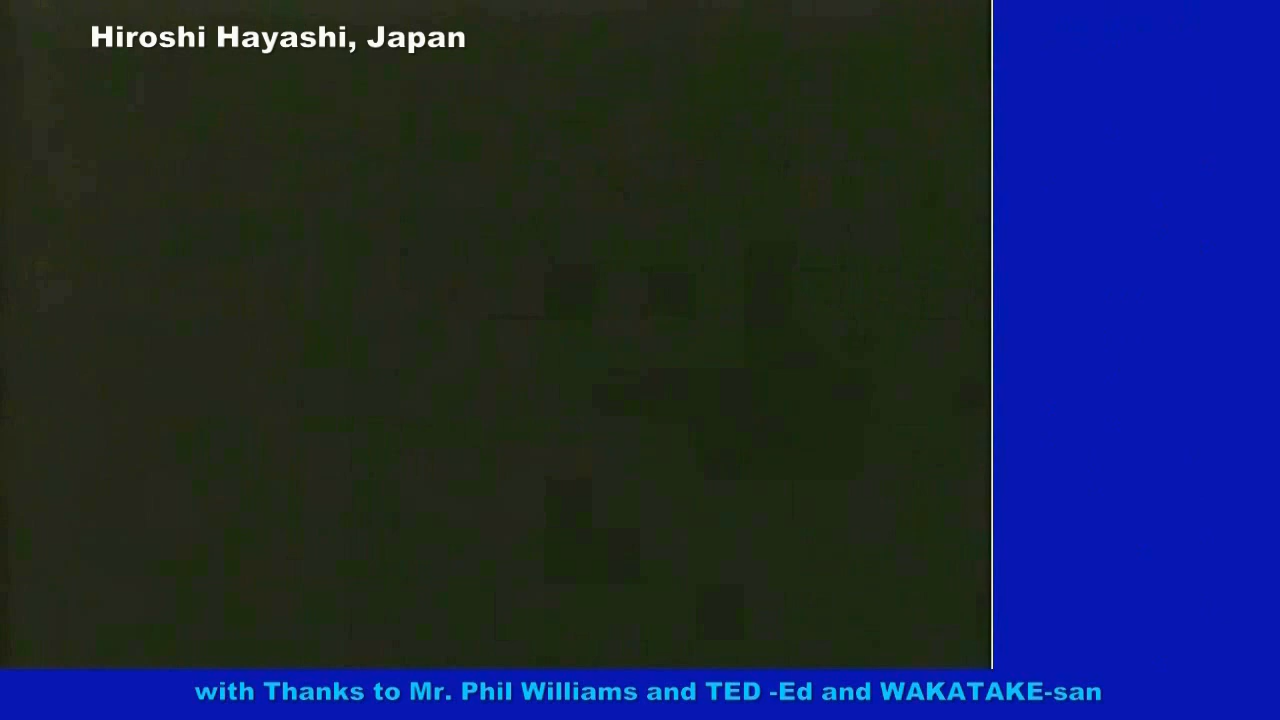 Hiroshi Hayashi, Japan
with Thanks to Mr. Phil Williams and TED -Ed and WAKATAKE-san